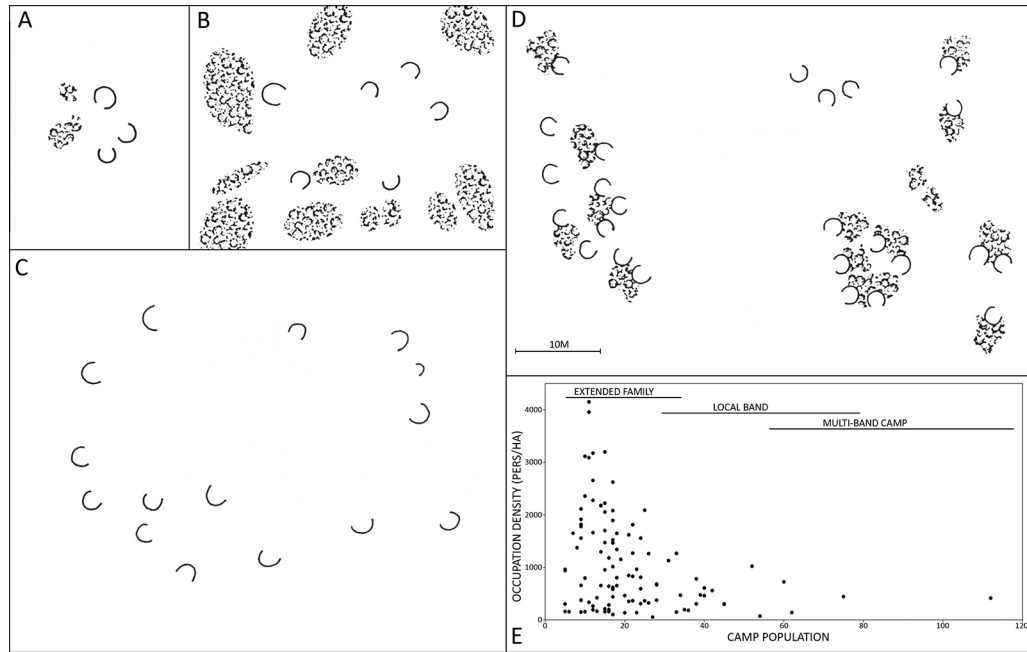 A
B
C
D
10M
E
EXTENDED FAMILY
LOCAL BAND
MULTI-BAND CAMP
OCCUPATION DENSITY (PERS/HA)
4000
3000
2000
1000
0
0
20
40
60
80
100
120
CAMP POPULATION